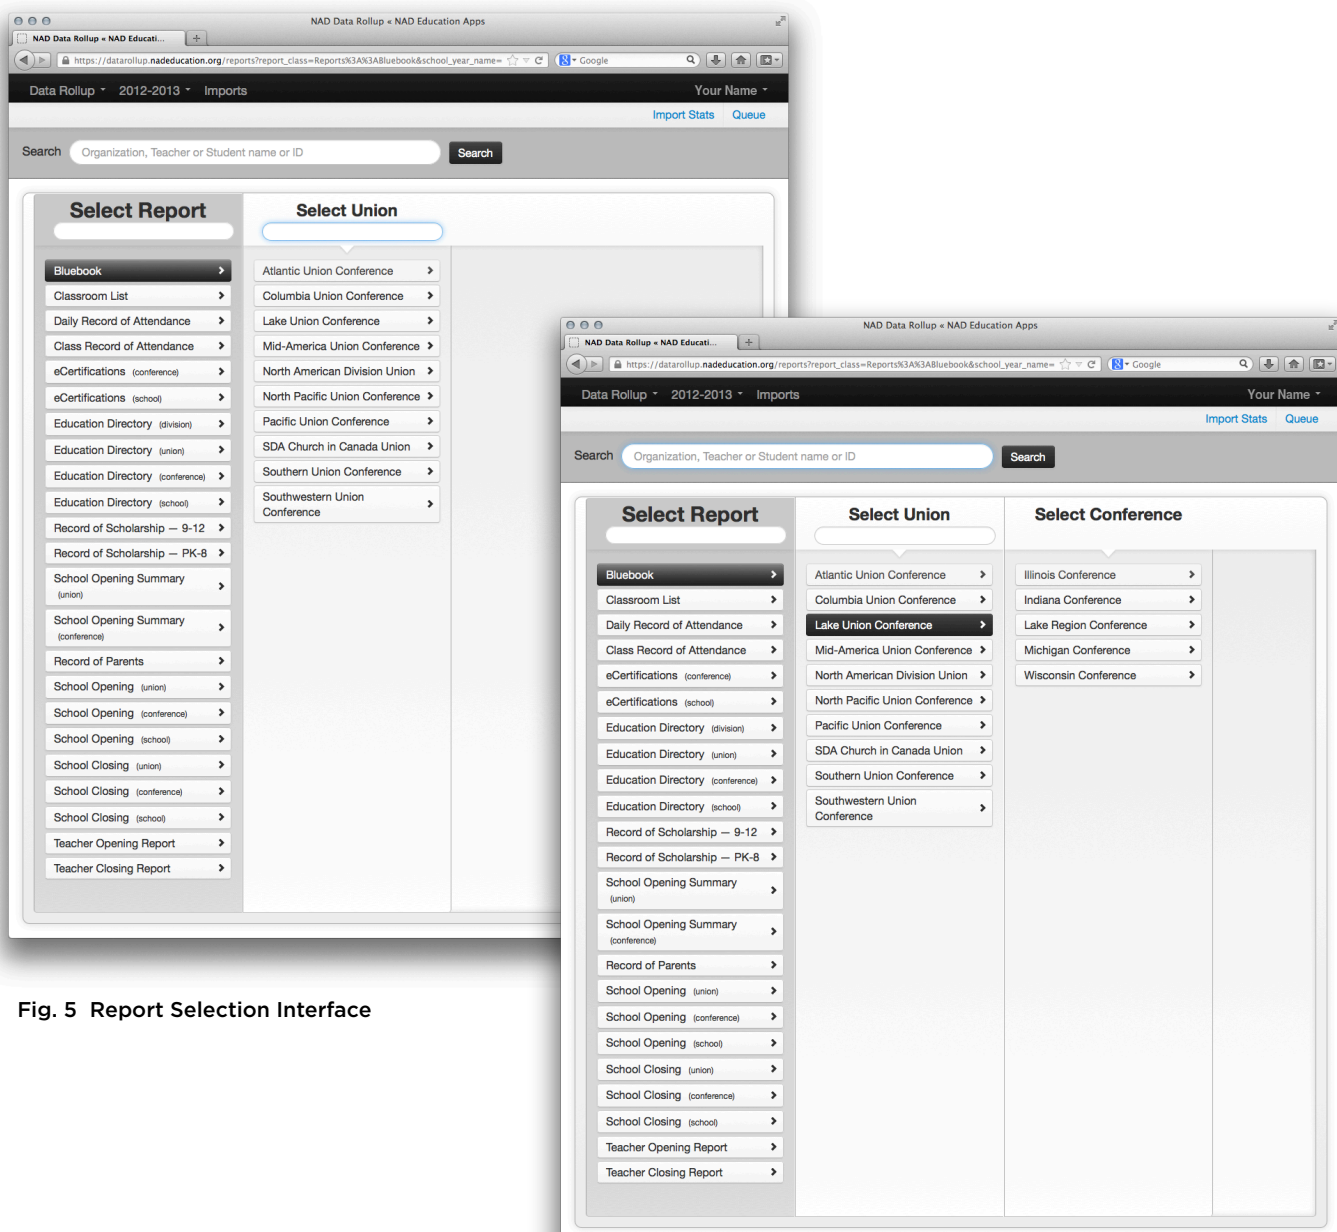 NAD Data Rollup « NAD Education Apps
NAD Data Rollup « NAD Educati...
https://datarollup.nadeducation.org/reports?report_class=Reports%3A%3ABluebook&school_year_name=
Google
Data Rollup 2012-2013 Imports Your Name
Import Stats Queue
Search Organization, Teacher or Student name or ID Search
Select Report
Select Union
Bluebook
Classroom List
Daily Record of Attendance
Class Record of Attendance
eCertifications (conference)
eCertifications (school)
Education Directory (division)
Education Directory (union)
Education Directory (conference)
Education Directory (school)
Record of Scholarship — 9-12
Record of Scholarship — PK-8
School Opening Summary
(union)
School Opening Summary
(conference)
Record of Parents
School Opening (union)
School Opening (conference)
School Opening (school)
School Closing (union)
School Closing (conference)
School Closing (school)
Teacher Opening Report
Teacher Closing Report
Atlantic Union Conference
Columbia Union Conference
Lake Union Conference
Mid-America Union Conference
North American Division Union
North Pacific Union Conference
Pacific Union Conference
SDA Church in Canada Union
Southern Union Conference
Southwestern Union
Conference
Fig. 5 Report Selection Interface
NAD Data Rollup « NAD Education Apps
NAD Data Rollup « NAD Educati...
https://datarollup.nadeducation.org/reports?report_class=Reports%3A%3ABluebook&school_year_name=
Google
Data Rollup 2012-2013 Imports Your Name
Import Stats Queue
Search Organization, Teacher or Student name or ID Search
Select Report
Select Union
Select Conference
Bluebook
Classroom List
Daily Record of Attendance
Class Record of Attendance
eCertifications (conference)
eCertifications (school)
Education Directory (division)
Education Directory (union)
Education Directory (conference)
Education Directory (school)
Record of Scholarship — 9-12
Record of Scholarship — PK-8
School Opening Summary
(union)
School Opening Summary
(conference)
Record of Parents
School Opening (union)
School Opening (conference)
School Opening (school)
School Closing (union)
School Closing (conference)
School Closing (school)
Teacher Opening Report
Teacher Closing Report
Atlantic Union Conference
Columbia Union Conference
Lake Union Conference
Mid-America Union Conference
North American Division Union
North Pacific Union Conference
Pacific Union Conference
SDA Church in Canada Union
Southern Union Conference
Southwestern Union
Conference
Illinois Conference
Indiana Conference
Lake Region Conference
Michigan Conference
Wisconsin Conference